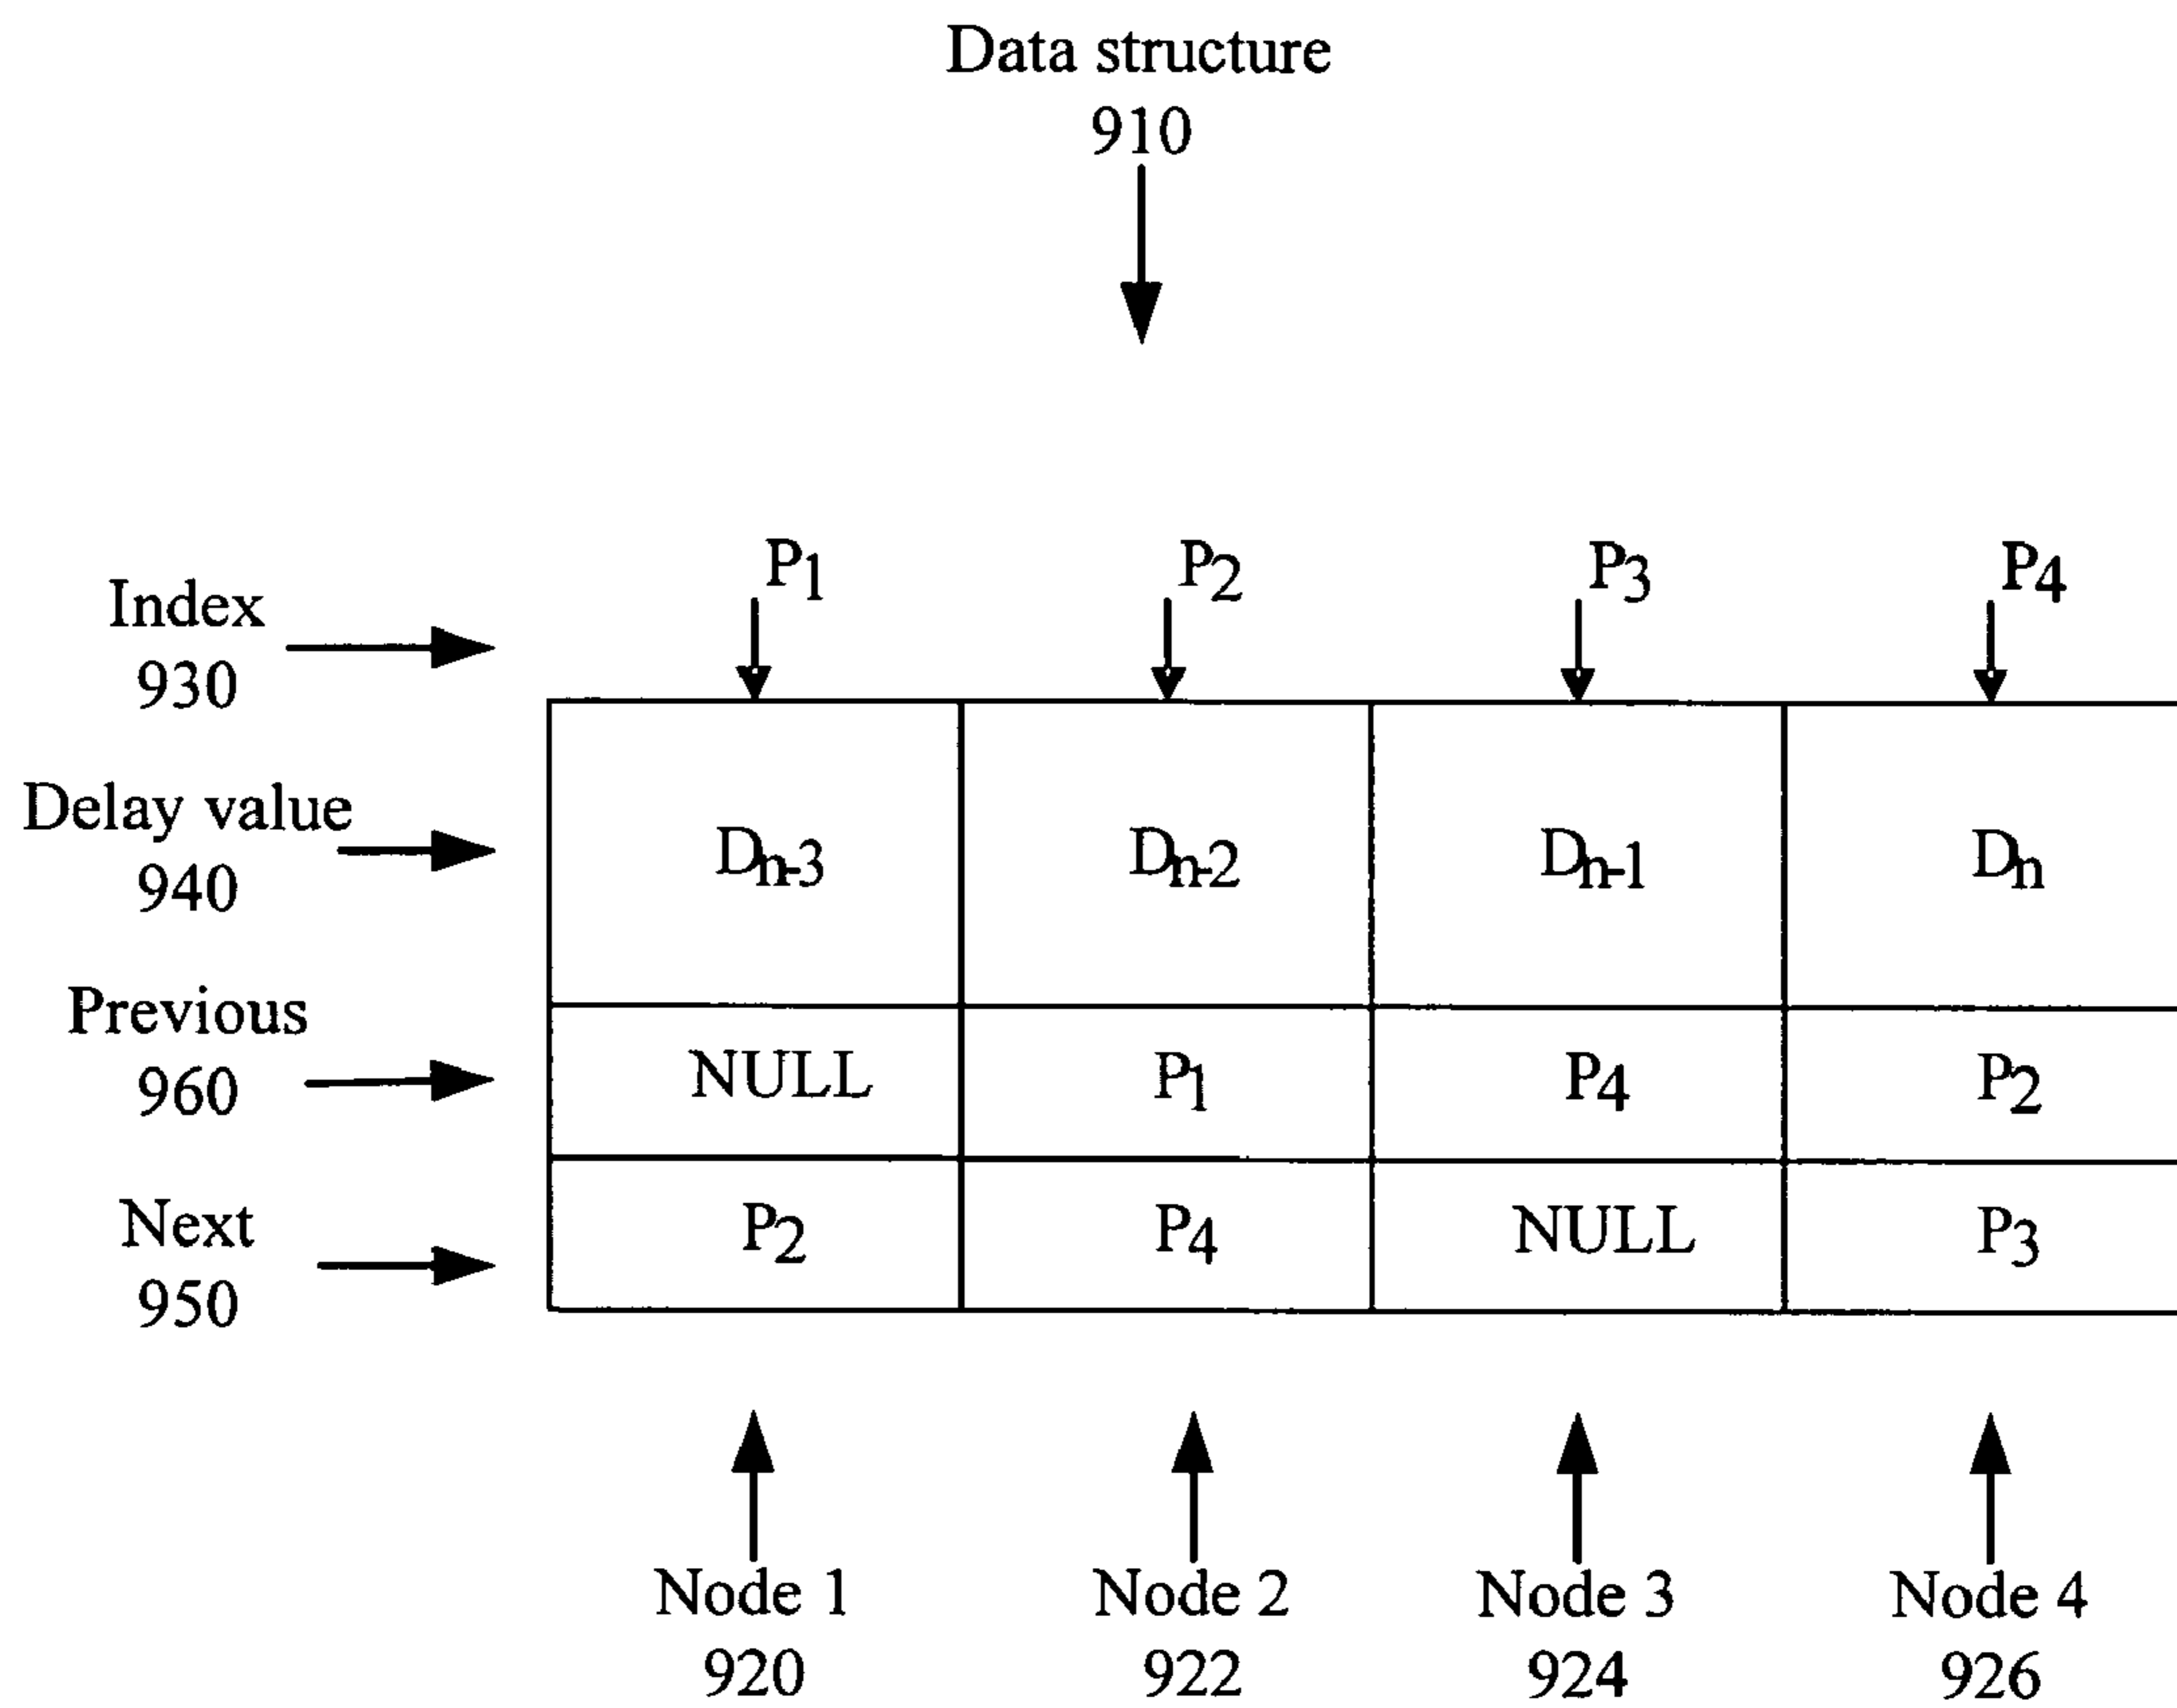 Data structure
910
P1 P2 P3 P4
Index
930
Delay value
940
Dn-3 Dn-2 Dn-1 Dn
Previous
960
NULL P1 P4 P2
Next
950
P2 P4 NULL P3
Node 1 Node 2 Node 3 Node 4
920 922 924 926